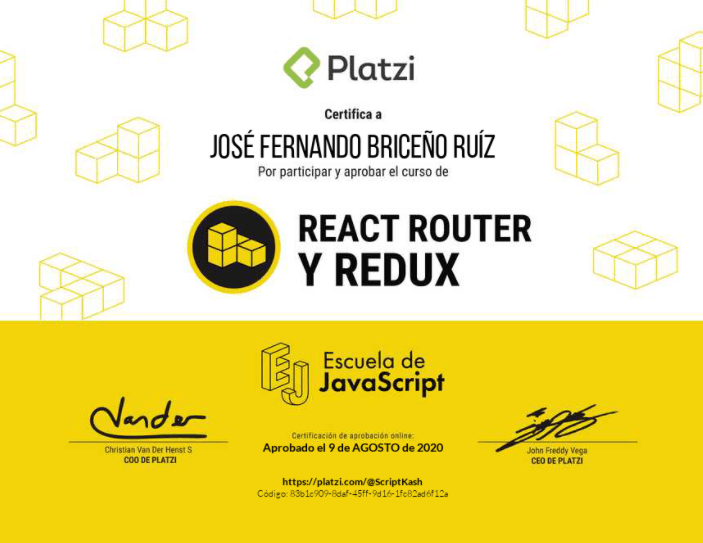 Platzi
Certifica a
JOSÉ FERNANDO BRICEÑO RUÍZ
Por participar y aprobar el curso de
REACT ROUTER
Y REDUX
EJ
Escuela de
JavaScript
Certificación de aprobación online:
Aprobado el 9 de AGOSTO de 2020
Christian Van Der Henst S
COO DE PLATZI
John Freddy Vega
CEO DE PLATZI
https://platzi.com/@ScriptKash
Código: 83b1c909-8daf-45ff-9d16-1fc82ad6f12a